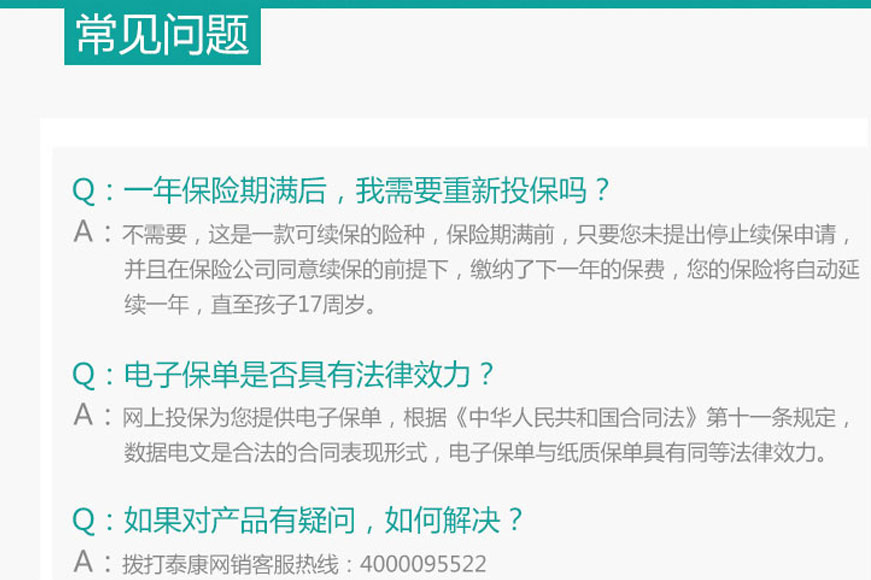 常见问题
Q：一年保险期满后，我需要重新投保吗？
A：不需要，这是一款可续保的险种，保险期满前，只要您未提出停止续保申请，
并且在保险公司同意续保的前提下，缴纳了下一年的保费，您的保险将自动延
续一年，直至孩子17周岁。
Q：电子保单是否具有法律效力？
A：网上投保为您提供电子保单，根据《中华人民共和国合同法》第十一条规定，
数据电文是合法的合同表现形式，电子保单与纸质保单具有同等法律效力。
Q：如果对产品有疑问，如何解决？
A：拨打泰康网销客服热线：4000095522